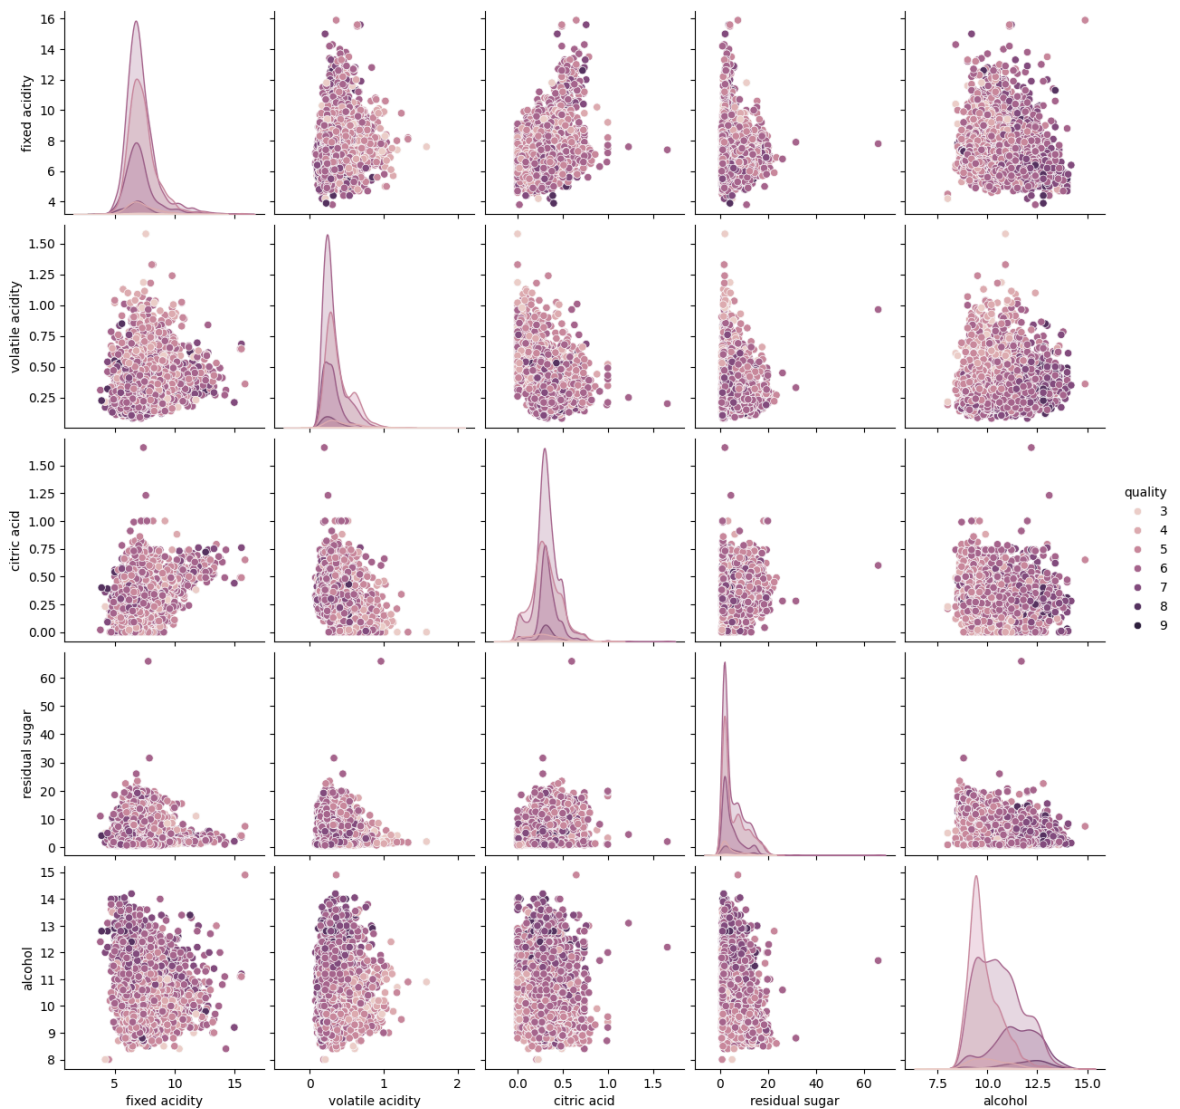 16
14
12
10
8
6
4
fixed acidity
1.50
1.25
1.00
0.75
0.50
0.25
volatile acidity
1.50
1.25
1.00
0.75
0.50
0.25
0.00
citric acid
quality
3
4
5
6
7
8
9
60
50
40
30
20
10
0
residual sugar
15
14
13
12
11
10
9
8
alcohol
5 10 15
0 1 2
0.0 0.5 1.0 1.5
0 20 40 60
7.5 10.0 12.5 15.0
fixed acidity
volatile acidity
citric acid
residual sugar
alcohol